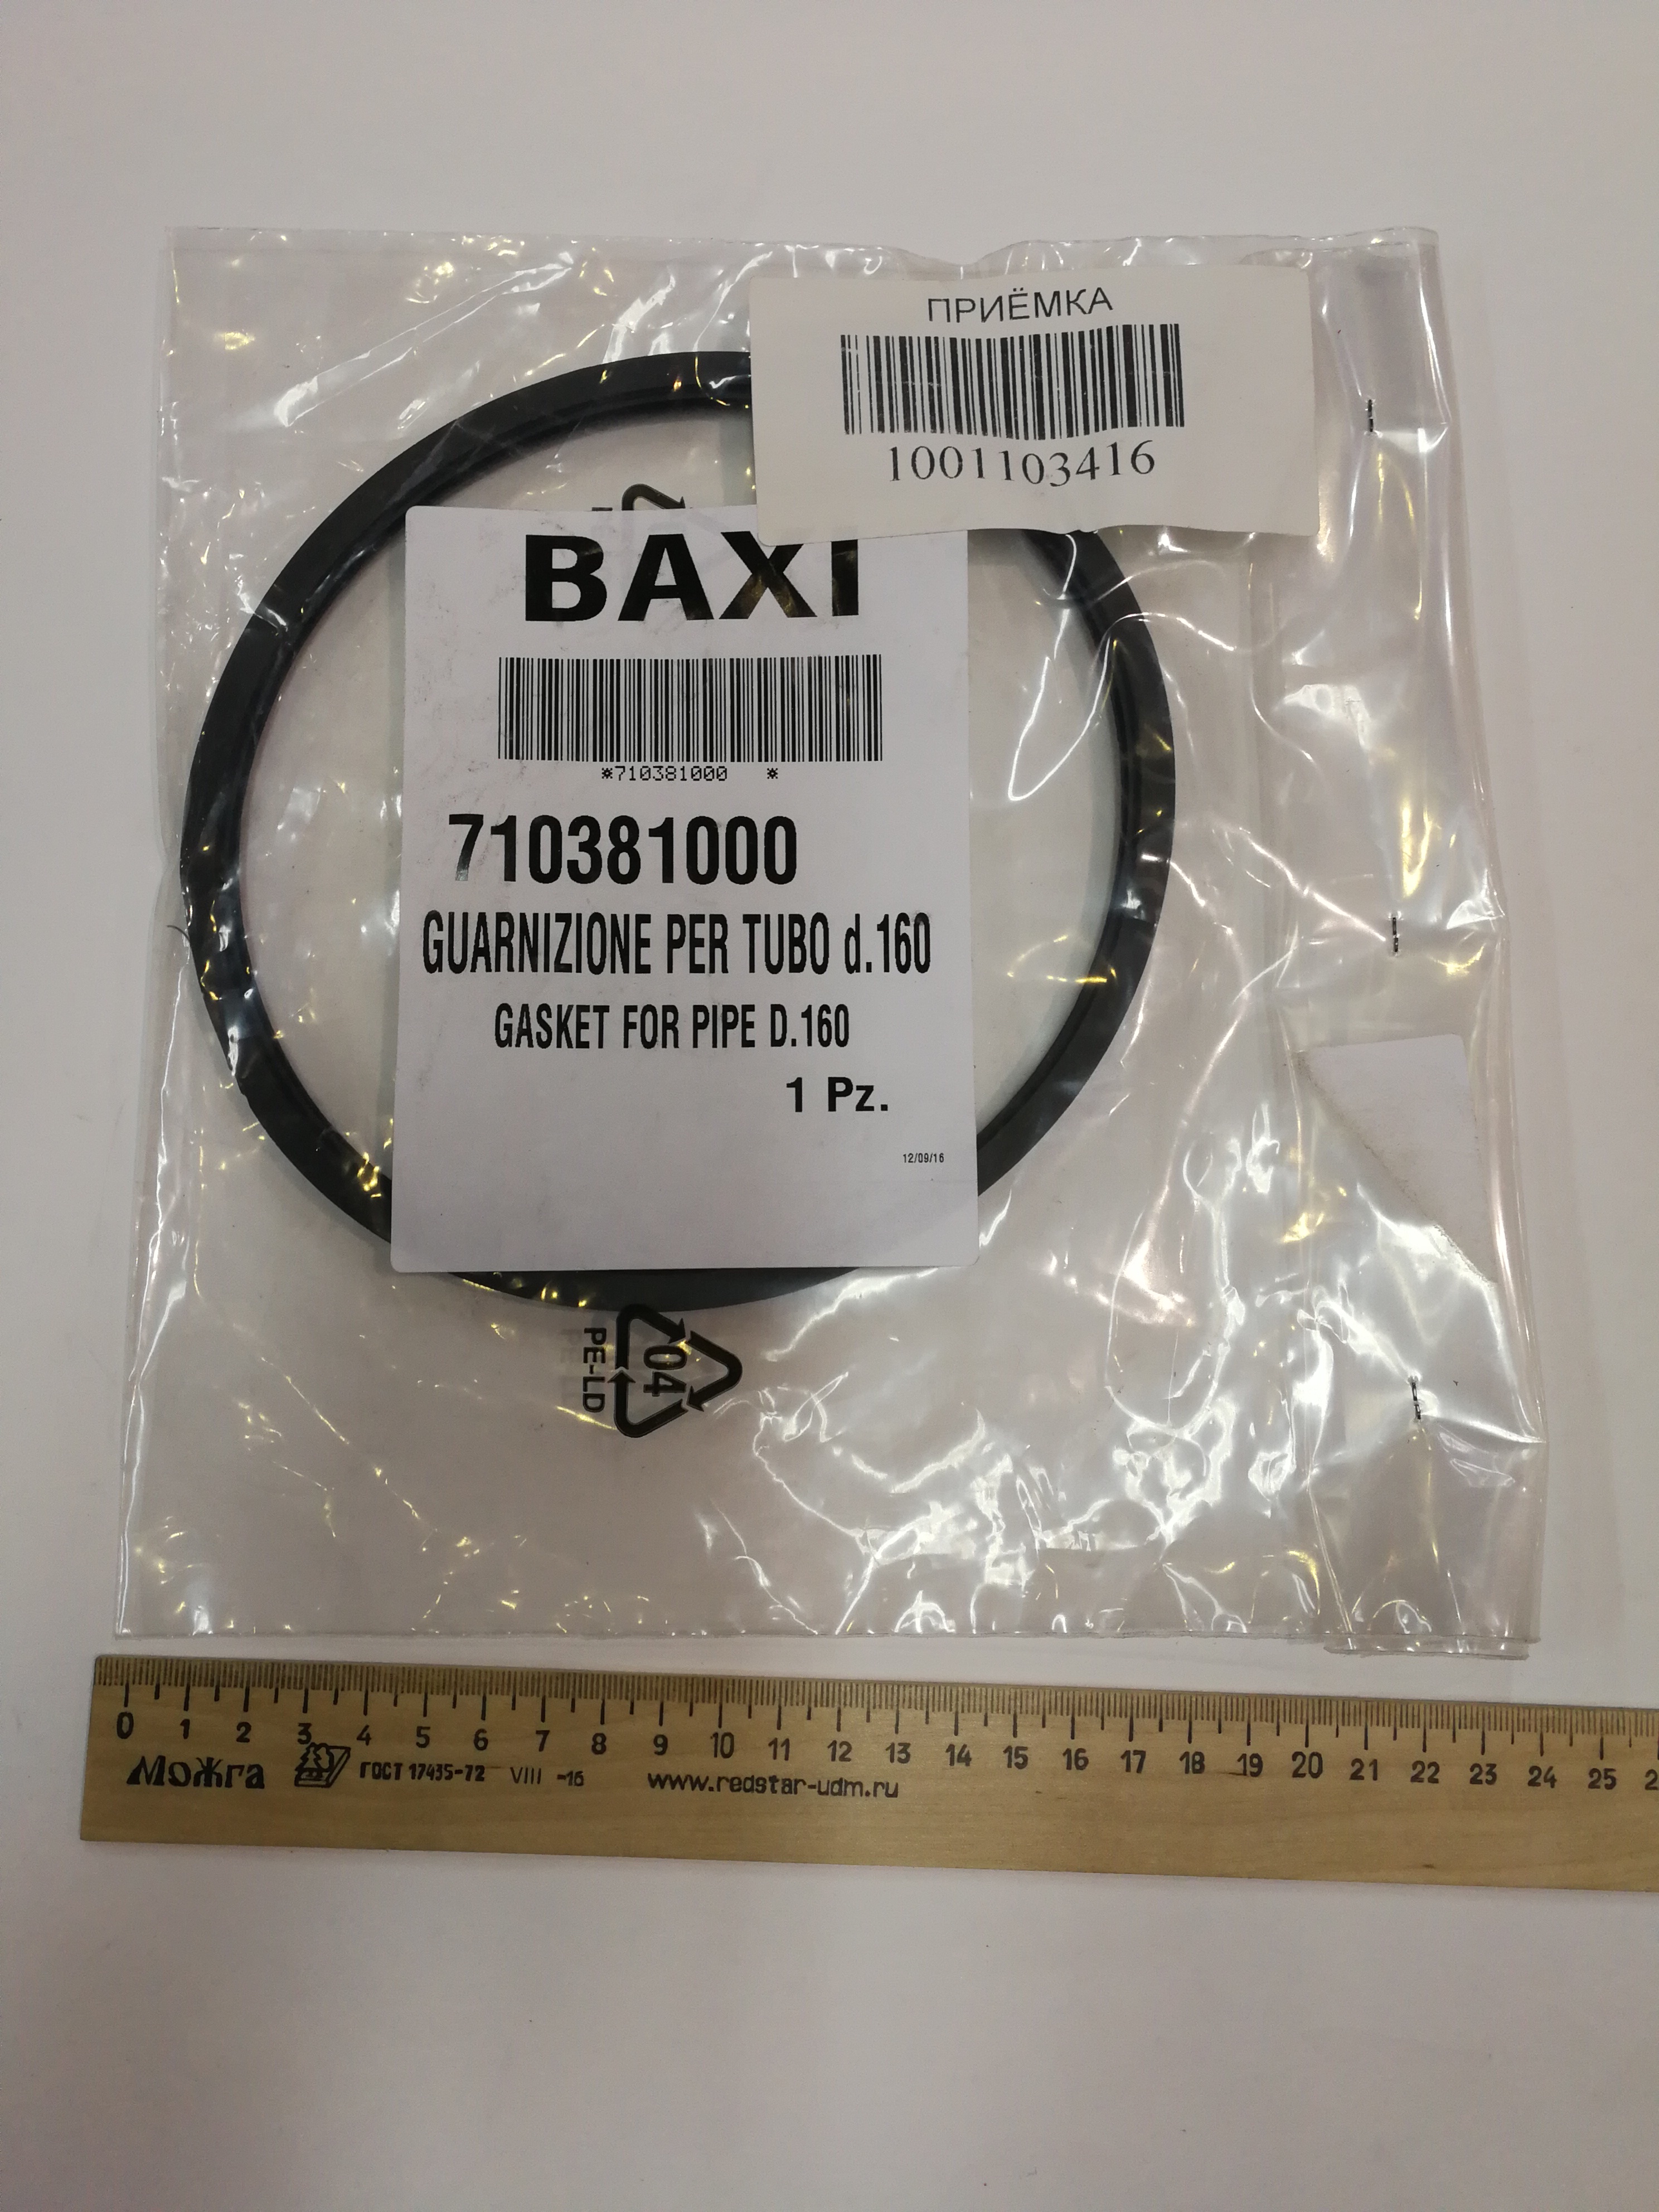 ПРИЁМКА
1001103416
BAXI
*710381000 *
710381000
GUARNIZIONE PER TUBO d.160
GASKET FOR PIPE D.160
1 Pz.
12/09/16
04
PE-LD
0 1 2 3 4 5 6 7 8 9 10 11 12 13 14 15 16 17 18 19 20 21 22 23 24 25
Можга ГОСТ 17435-72 VIII -16 www.redstar-udm.ru